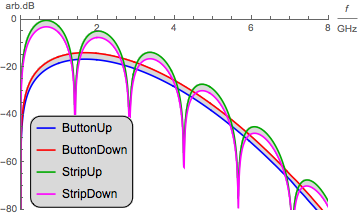 arb.dB
f
GHz
0
2
4
6
8
-20
-40
-60
-80
ButtonUp
ButtonDown
StripUp
StripDown